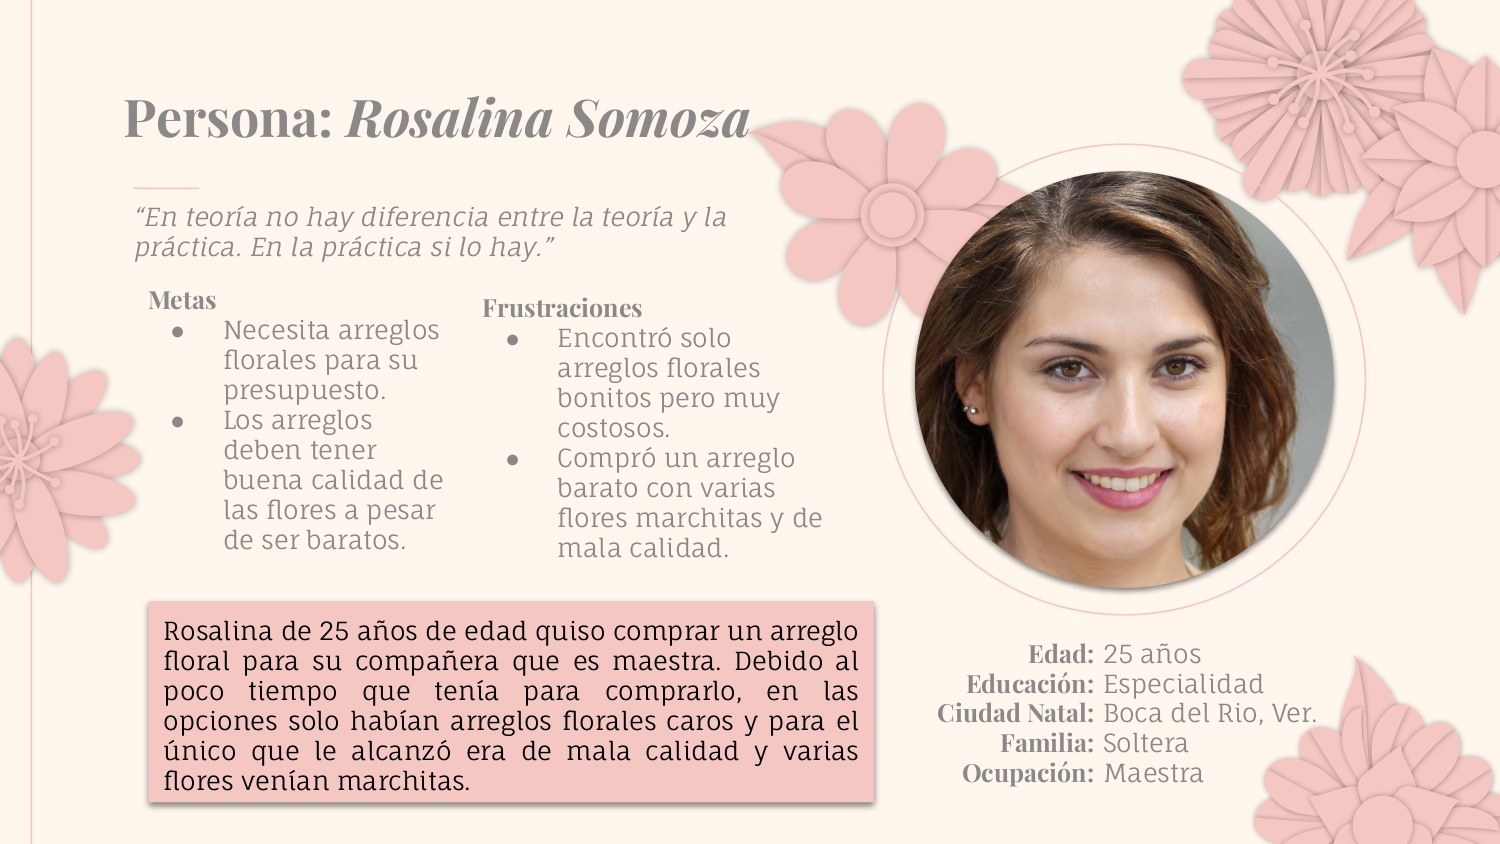 Persona: Rosalina Somoza
“En teoría no hay diferencia entre la teoría y la
práctica. En la práctica si lo hay.”
Metas
● Necesita arreglos
florales para su
presupuesto.
● Los arreglos
deben tener
buena calidad de
las flores a pesar
de ser baratos.
Frustraciones
● Encontró solo
arreglos florales
bonitos pero muy
costosos.
● Compró un arreglo
barato con varias
flores marchitas y de
mala calidad.
Rosalina de 25 años de edad quiso comprar un arreglo
floral para su compañera que es maestra. Debido al
poco tiempo que tenía para comprarlo, en las
opciones solo habían arreglos florales caros y para el
único que le alcanzó era de mala calidad y varias
flores venían marchitas.
Edad: 25 años
Educación: Especialidad
Ciudad Natal: Boca del Rio, Ver.
Familia: Soltera
Ocupación: Maestra